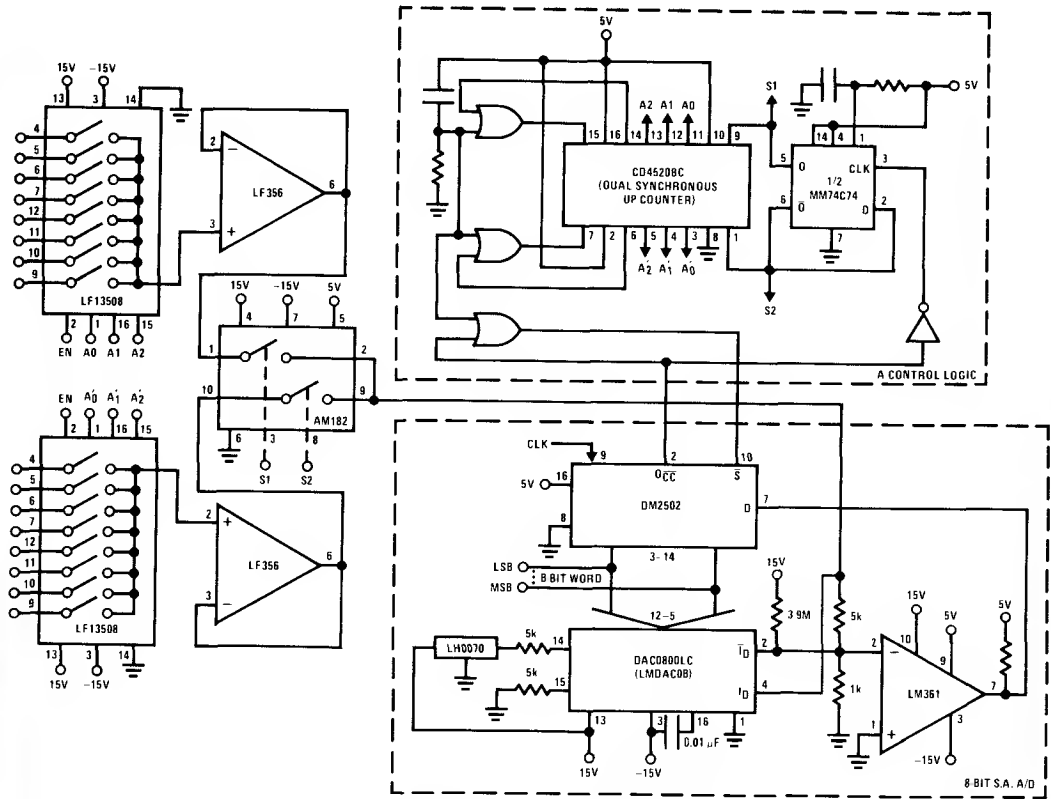 15V
-15V
13
3
14
4
5
6
7
12
11
10
9
LF13508
2
1
16
15
EN
A0
A1
A2
2
−
LF356
6
3
+
15V
-15V
5V
4
7
5
1
2
10
9
AM182
6
3
8
S1
S2
EN
A'0
A'1
A'2
2
1
16
15
4
5
6
7
12
11
10
9
LF13508
13
3
14
15V
-15V
2
+
LF356
6
3
−
5V
A2
A1
A0
15
16
14
13
12
11
10
9
CD4520BC
(DUAL SYNCHRONOUS
UP COUNTER)
7
2
6
5
4
3
8
1
A'2
A'1
A'0
S1
S2
5V
14
4
1
5
Q
CLK
3
1/2
MM74C74
6
Q̅
D
2
7
A CONTROL LOGIC
CLK
9
2
10
QC̅C̅
S̅
5V
16
DM2502
D
7
8
3-14
LSB
8 BIT WORD
MSB
12-5
LH0070
5k
14
5k
15
DAC0800LC
(LMDAC08)
I̅D
2
ID
4
13
3
16
1
0.01 µF
15V
-15V
15V
3.9M
5k
1k
15V
5V
5V
10
9
2
−
LM361
7
1
+
3
-15V
8-BIT S.A. A/D